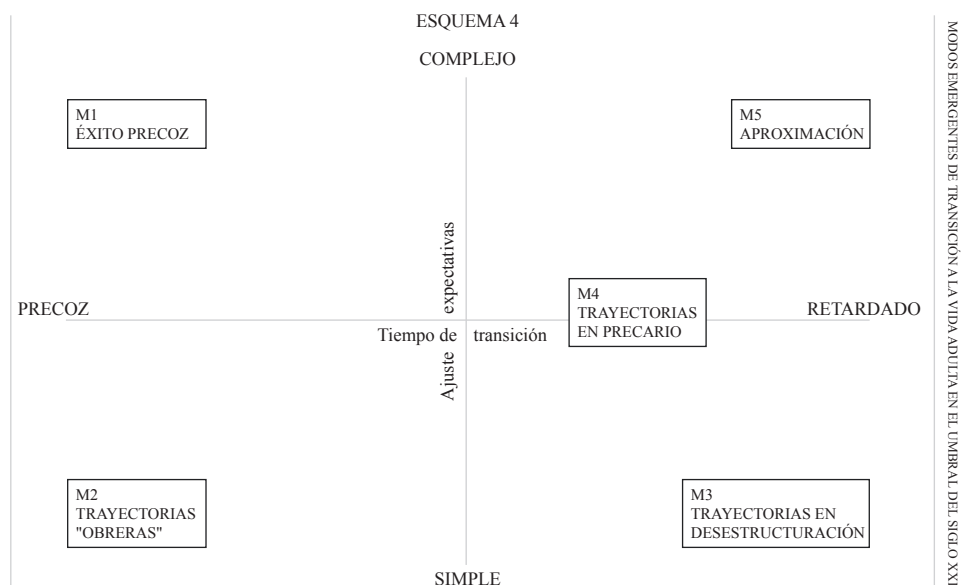 ESQUEMA 4
COMPLEJO
M1
ÉXITO PRECOZ
M5
APROXIMACIÓN
expectativas
M4
TRAYECTORIAS
EN PRECARIO
PRECOZ
RETARDADO
Tiempo de transición
Ajuste
M2
TRAYECTORIAS
"OBRERAS"
M3
TRAYECTORIAS EN
DESESTRUCTURACIÓN
SIMPLE
MODOS EMERGENTES DE TRANSICIÓN A LA VIDA ADULTA EN EL UMBRAL DEL SIGLO XXI